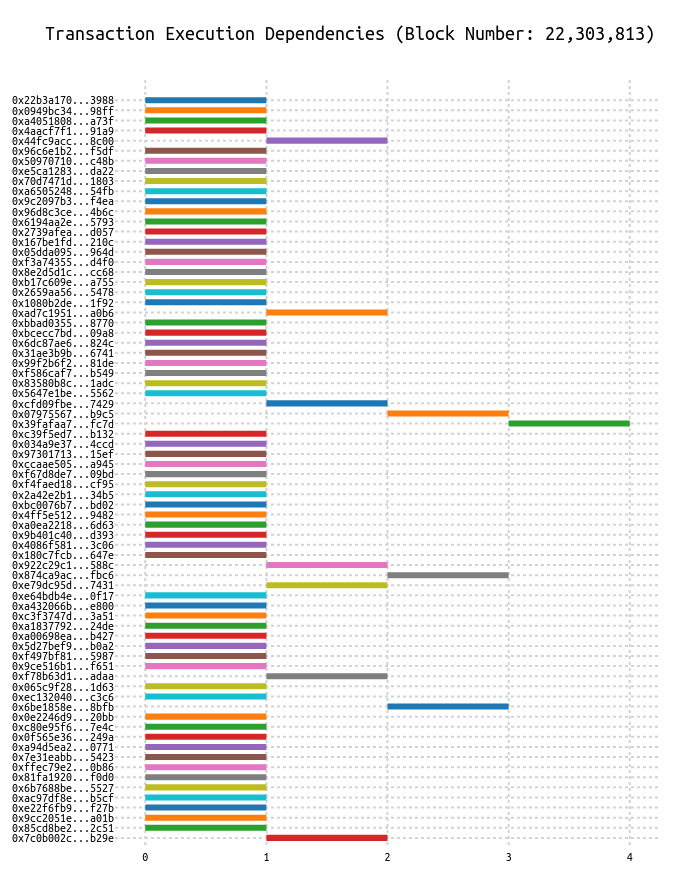 Transaction Execution Dependencies (Block Number: 22,303,813)
0x22b3a170...3988
0x0949bc34...98ff
0xa4051808...a73f
0x4aacf7f1...91a9
0x44fc9acc...8c00
0x96c6e1b2...f5df
0x50970710...c48b
0xe5ca1283...da22
0x70d7471d...1803
0xa6505248...54fb
0x9c2097b3...f4ea
0x96d8c3ce...4b6c
0x6194aa2e...5793
0x2739afea...d057
0x167be1fd...210c
0x05dda095...964d
0xf3a74355...d4f0
0x8e2d5d1c...cc68
0xb17c609e...a755
0x2659aa56...5478
0x1080b2de...1f92
0xad7c1951...a0b6
0xbbad0355...8770
0xbcecc7bd...09a8
0x6dc87ae6...824c
0x31ae3b9b...6741
0x99f2b6f2...81de
0xf586caf7...b549
0x83580b8c...1adc
0x5647e1be...5562
0xcfd09fbe...7429
0x07975567...b9c5
0x39fafaa7...fc7d
0xc39f5ed7...b132
0x034a9e37...4ccd
0x97301713...15ef
0xccaae505...a945
0xf67d8de7...09bd
0xf4faed18...cf95
0x2a42e2b1...34b5
0xbc0076b7...bd02
0x4ff5e512...9482
0xa0ea2218...6d63
0x9b401c40...d393
0x4086f581...3c06
0x180c7fcb...647e
0x922c29c1...588c
0x874ca9ac...fbc6
0xe79dc95d...7431
0xe64bdb4e...0f17
0xa432066b...e800
0xc3f3747d...3a51
0xa1837792...24de
0xa00698ea...b427
0x5d27bef9...b0a2
0xf497bf81...5987
0x9ce516b1...f651
0xf78b63d1...adaa
0x065c9f28...1d63
0xec132040...c3c6
0x6be1858e...8bfb
0x0e2246d9...20bb
0xc80e95f6...7e4c
0x0f565e36...249a
0xa94d5ea2...0771
0x7e31eabb...5423
0xffec79e2...0b86
0x81fa1920...f0d0
0x6b7688be...5527
0xac97df8e...b5cf
0xe22f6fb9...f27b
0x9cc2051e...a01b
0x85cd8be2...2c51
0x7c0b002c...b29e
0 1 2 3 4